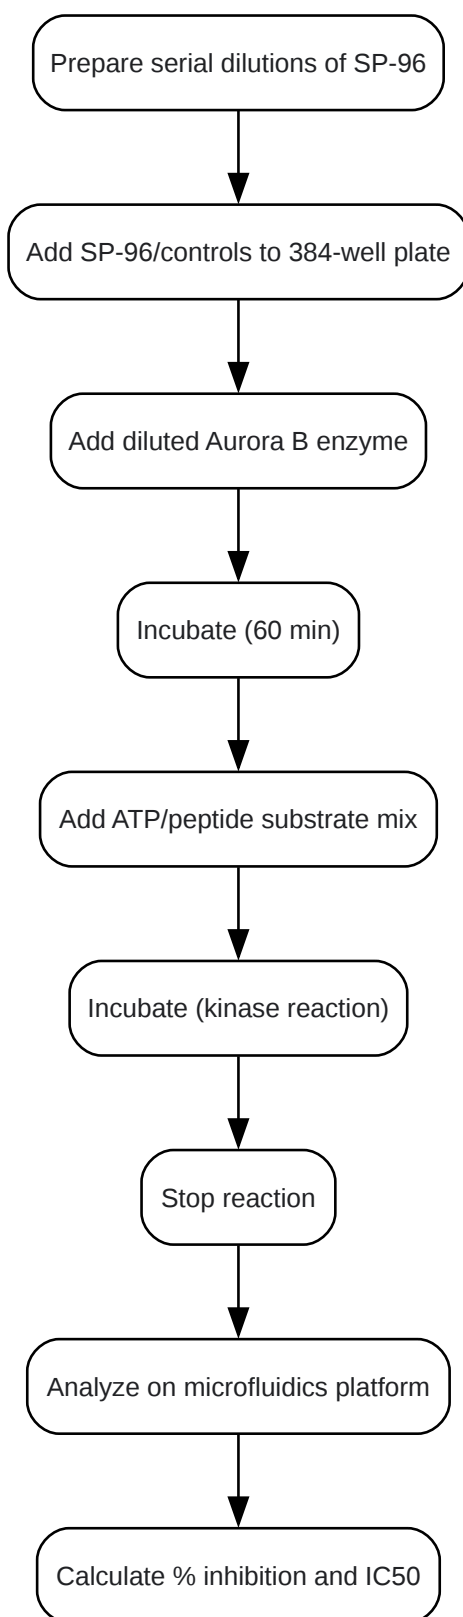 Prepare serial dilutions of SP-96
Add SP-96/controls to 384-well plate
Add diluted Aurora B enzyme
Incubate (60 min)
Add ATP/peptide substrate mix
Incubate (kinase reaction)
Stop reaction
Analyze on microfluidics platform
Calculate % inhibition and IC50